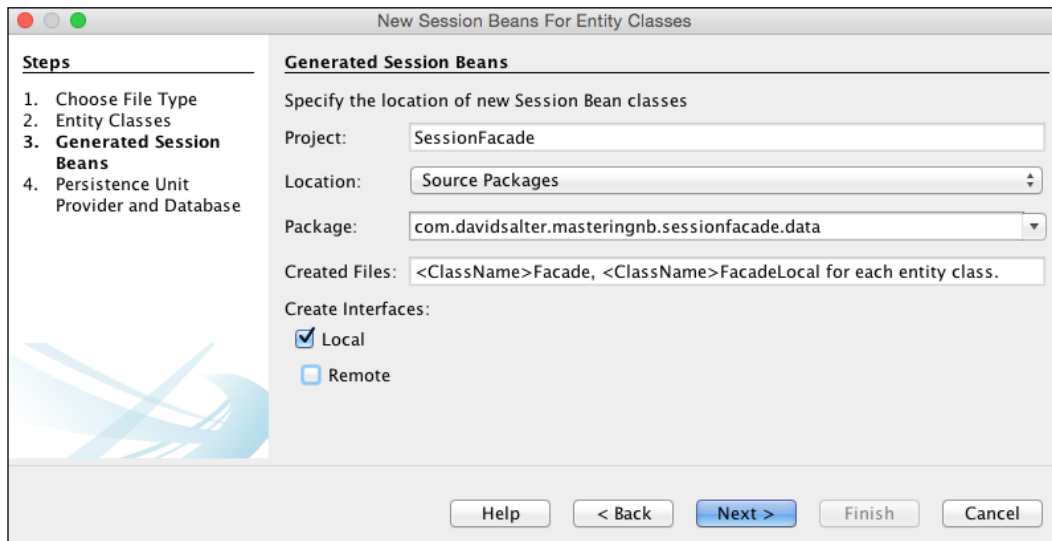 New Session Beans For Entity Classes
Steps
1. Choose File Type
2. Entity Classes
3. Generated Session
Beans
4. Persistence Unit
Provider and Database
Generated Session Beans
Specify the location of new Session Bean classes
Project: SessionFacade
Location: Source Packages
Package: com.davidsalter.masteringnb.sessionfacade.data
Created Files: <ClassName>Facade, <ClassName>FacadeLocal for each entity class.
Create Interfaces:
Local
Remote
Help < Back Next > Finish Cancel